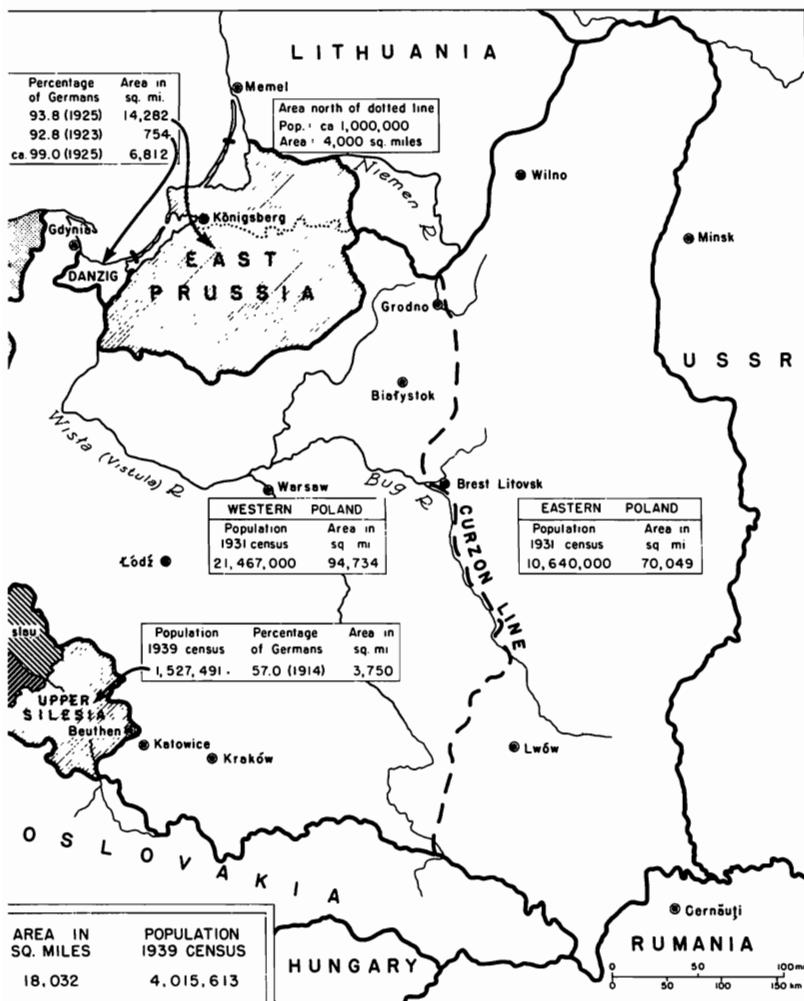 LITHUANIA
Percentage of Germans Area in sq. mi.
93.8 (1925) 14,282
92.8 (1923) 754
ca. 99.0 (1925) 6,812
Memel
Area north of dotted line
Pop.: ca 1,000,000
Area: 4,000 sq. miles
Niemen R.
Wilno
Königsberg
Gdynia
Minsk
DANZIG
EAST
PRUSSIA
Grodno
USSR
Białystok
Wisła (Vistula) R
Bug R
Warsaw
Brest Litovsk
WESTERN POLAND
Population 1931 census Area in sq mi
21,467,000 94,734
EASTERN POLAND
Population 1931 census Area in sq mi
10,640,000 70,049
CURZON LINE
Łódź
slau
Population 1939 census Percentage of Germans Area in sq. mi
1,527,491. 57.0 (1914) 3,750
UPPER
SILESIA
Beuthen
Katowice
Kraków
Lwów
OSLOVAKIA
Cernăuţi
AREA IN SQ. MILES POPULATION 1939 CENSUS
18,032 4,015,613
HUNGARY
RUMANIA
0 50 100 mi
0 50 100 150 km